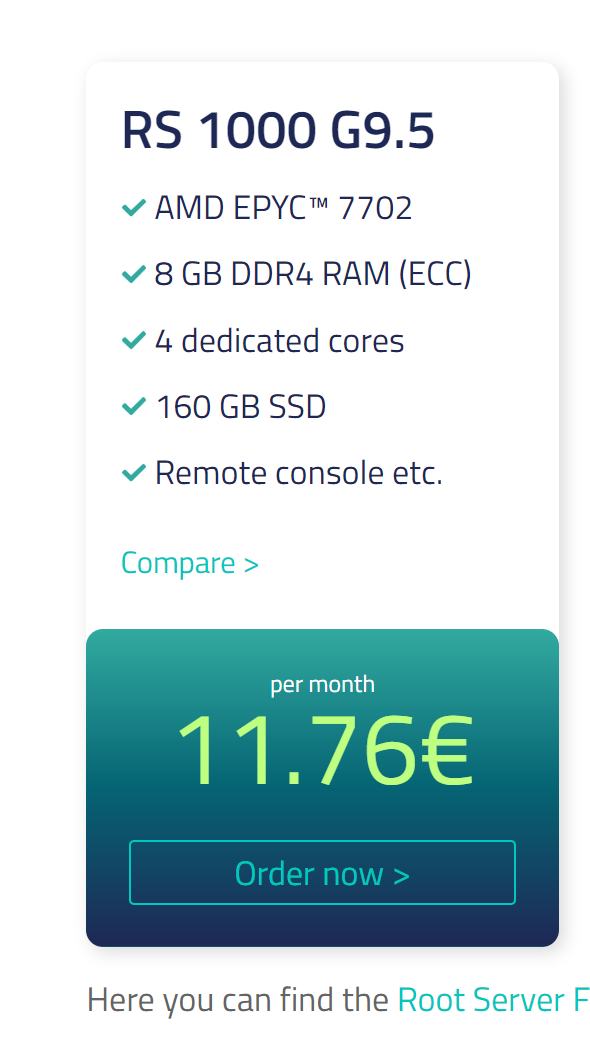 RS 1000 G9.5
AMD EPYC™ 7702
8 GB DDR4 RAM (ECC)
4 dedicated cores
160 GB SSD
Remote console etc.
Compare >
per month
11.76€
Order now >
Here you can find the Root Server F